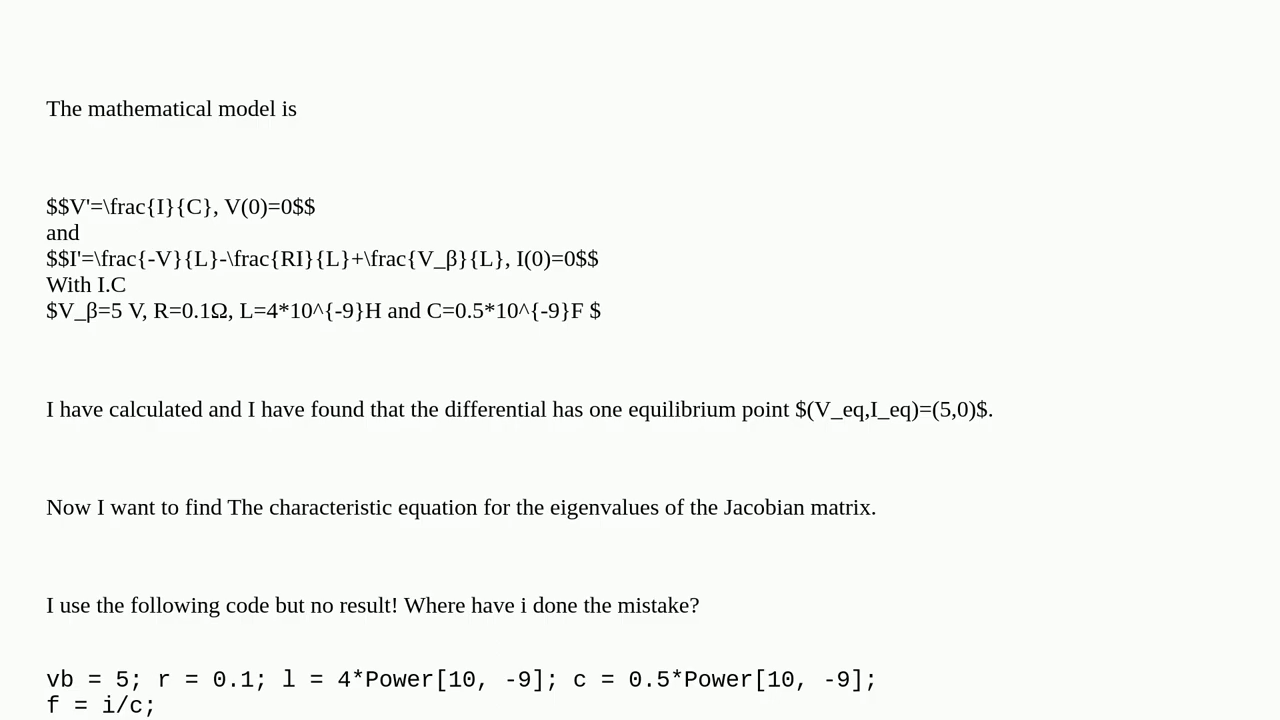 The mathematical model is
$$V'=\frac{I}{C}, V(0)=0$$
and
$$I'=\frac{-V}{L}-\frac{RI}{L}+\frac{V_β}{L}, I(0)=0$$
With I.C
$V_β=5 V, R=0.1Ω, L=4*10^{-9}H and C=0.5*10^{-9}F $
I have calculated and I have found that the differential has one equilibrium point $(V_eq,I_eq)=(5,0)$.
Now I want to find The characteristic equation for the eigenvalues of the Jacobian matrix.
I use the following code but no result! Where have i done the mistake?
vb = 5; r = 0.1; l = 4*Power[10, -9]; c = 0.5*Power[10, -9];
f = i/c;